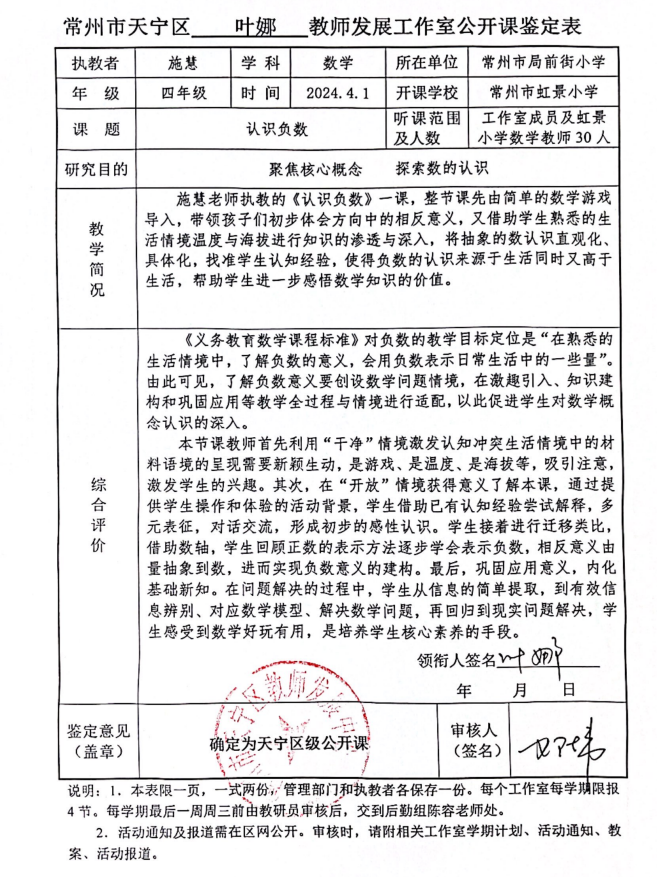 常州市天宁区 叶娜 教师发展工作室公开课鉴定表
执教者 施慧 学 科 数学 所在单位 常州市局前街小学
年 级 四年级 时 间 2024.4.1 开课学校 常州市虹景小学
课 题 认识负数 听课范围及人数 工作室成员及虹景小学数学教师 30 人
研究目的 聚焦核心概念 探索数的认识
教学简况
施慧老师执教的《认识负数》一课，整节课先由简单的数学游戏
导入，带领孩子们初步体会方向中的相反意义，又借助学生熟悉的生
活情境温度与海拔进行知识的渗透与深入，将抽象的数认识直观化、
具体化，找准学生认知经验，使得负数的认识来源于生活同时又高于
生活，帮助学生进一步感悟数学知识的价值。
综合评价
《义务教育数学课程标准》对负数的教学目标定位是“在熟悉的
生活情境中，了解负数的意义，会用负数表示日常生活中的一些量”。
由此可见，了解负数意义要创设数学问题情境，在激趣引入、知识建
构和巩固应用等教学全过程与情境进行适配，以此促进学生对数学概
念认识的深入。
本节课教师首先利用“干净”情境激发认知冲突生活情境中的材
料语境的呈现需要新颖生动，是游戏、是温度、是海拔等，吸引注意，
激发学生的兴趣。其次，在“开放”情境获得意义了解本课，通过提
供学生操作和体验的活动背景，学生借助已有认知经验尝试解释，多
元表征，对话交流，形成初步的感性认识。学生接着进行迁移类比，
借助数轴，学生回顾正数的表示方法逐步学会表示负数，相反意义由
量抽象到数，进而实现负数意义的建构。最后，巩固应用意义，内化
基础新知。在问题解决的过程中，学生从信息的简单提取，到有效信
息辨别、对应数学模型、解决数学问题，再回归到现实问题解决，学
生感受到数学好玩有用，是培养学生核心素养的手段。
领衔人签名 叶娜
年 月 日
鉴定意见
（盖章）
确定为天宁区级公开课
审核人
（签名）
说明：1．本表限一页，一式两份，管理部门和执教者各保存一份。每个工作室每学期限报
4 节。每学期最后一周周三前由教研员审核后，交到后勤组陈容老师处。
2．活动通知及报道需在区网公开。审核时，请附相关工作室学期计划、活动通知、教
案、活动报道。